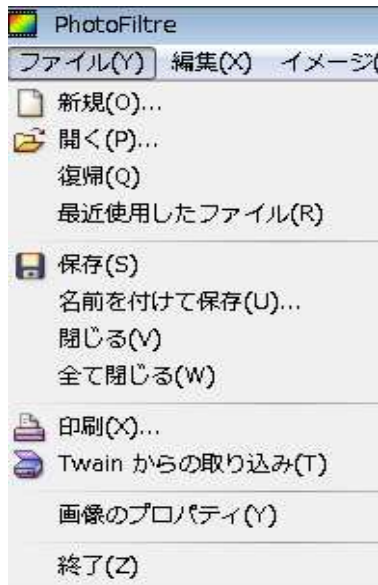 PhotoFiltre
ファイル(Y) 編集(X) イメージ(
新規(O)...
開く(P)...
復帰(Q)
最近使用したファイル(R)
保存(S)
名前を付けて保存(U)...
閉じる(V)
全て閉じる(W)
印刷(X)...
Twain からの取り込み(T)
画像のプロパティ(Y)
終了(Z)